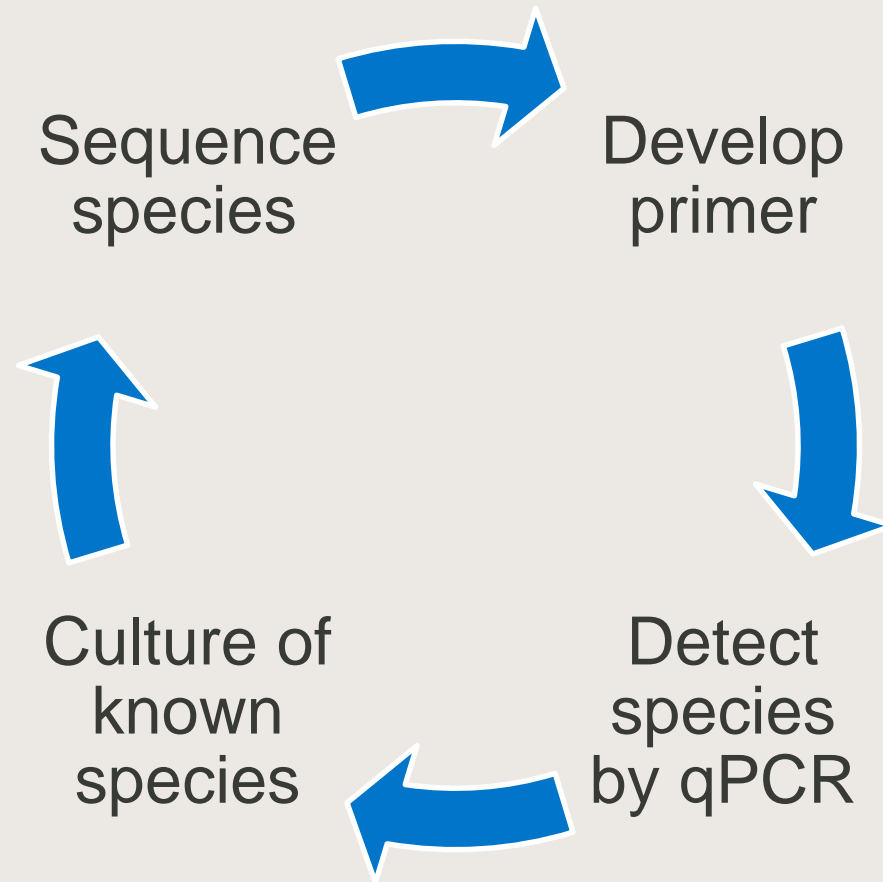 Sequence
species
Develop
primer
Detect
species
by qPCR
Culture of
known
species